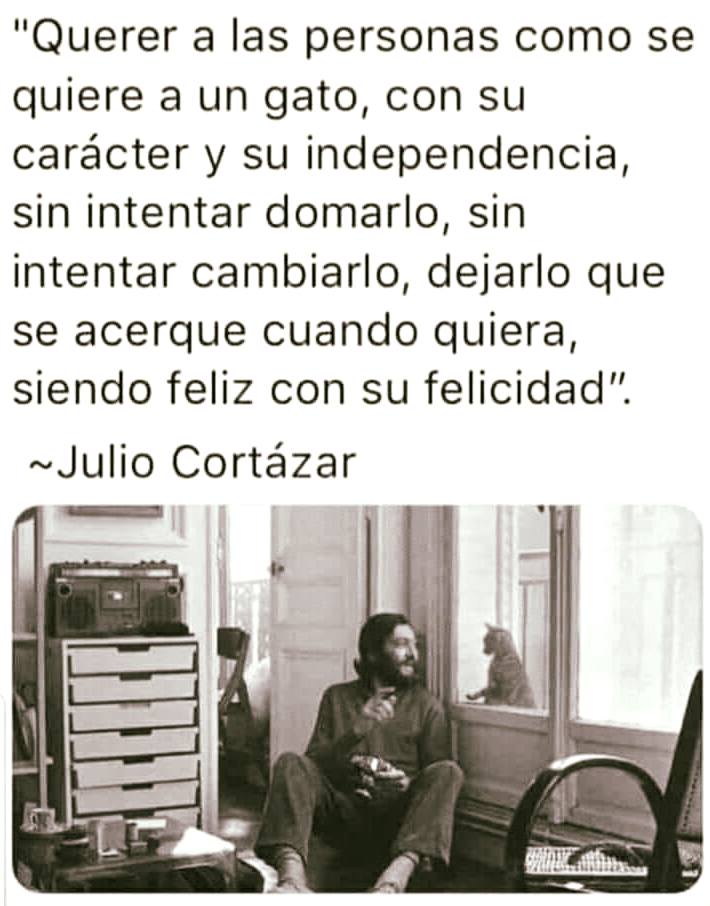 "Querer a las personas como se
quiere a un gato, con su
carácter y su independencia,
sin intentar domarlo, sin
intentar cambiarlo, dejarlo que
se acerque cuando quiera,
siendo feliz con su felicidad".
~Julio Cortázar